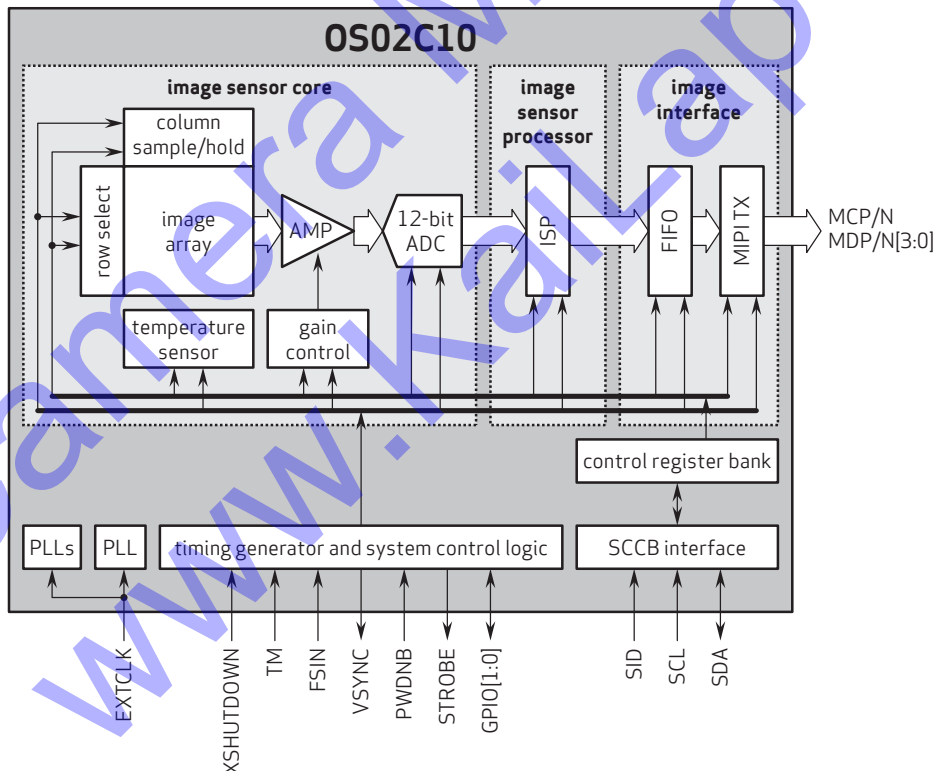 OS02C10
image sensor core
image
sensor
processor
image
interface
column
sample/hold
row select
image
array
AMP
12-bit
ADC
ISP
FIFO
MIPI TX
MCP/N
MDP/N[3:0]
temperature
sensor
gain
control
control register bank
PLLs
PLL
timing generator and system control logic
SCCB interface
EXTCLK
XSHUTDOWN
TM
FSIN
VSYNC
PWDNB
STROBE
GPIO[1:0]
SID
SCL
SDA
amera M
www.KaiLap